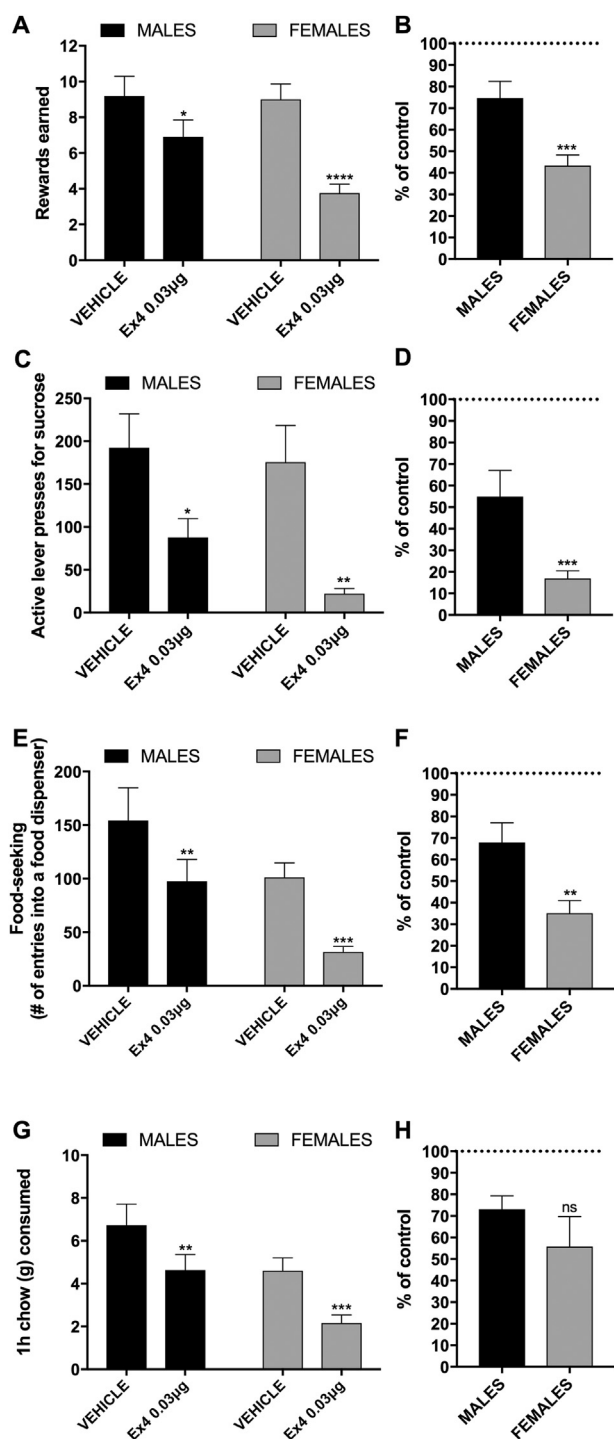 A
MALES
FEMALES
Rewards earned
12
10
8
6
4
2
0
*
****
VEHICLE
Ex4 0.03µg
VEHICLE
Ex4 0.03µg
B
% of control
100
90
80
70
60
50
40
30
20
10
0
***
MALES
FEMALES
C
MALES
FEMALES
Active lever presses for sucrose
250
200
150
100
50
0
*
**
VEHICLE
Ex4 0.03µg
VEHICLE
Ex4 0.03µg
D
% of control
100
90
80
70
60
50
40
30
20
10
0
***
MALES
FEMALES
E
MALES
FEMALES
Food-seeking
(# of entries into a food dispenser)
200
150
100
50
0
**
***
VEHICLE
Ex4 0.03µg
VEHICLE
Ex4 0.03µg
F
% of control
100
90
80
70
60
50
40
30
20
10
0
**
MALES
FEMALES
G
MALES
FEMALES
1h chow (g) consumed
8
6
4
2
0
**
***
VEHICLE
Ex4 0.03µg
VEHICLE
Ex4 0.03µg
H
% of control
100
90
80
70
60
50
40
30
20
10
0
ns
MALES
FEMALES